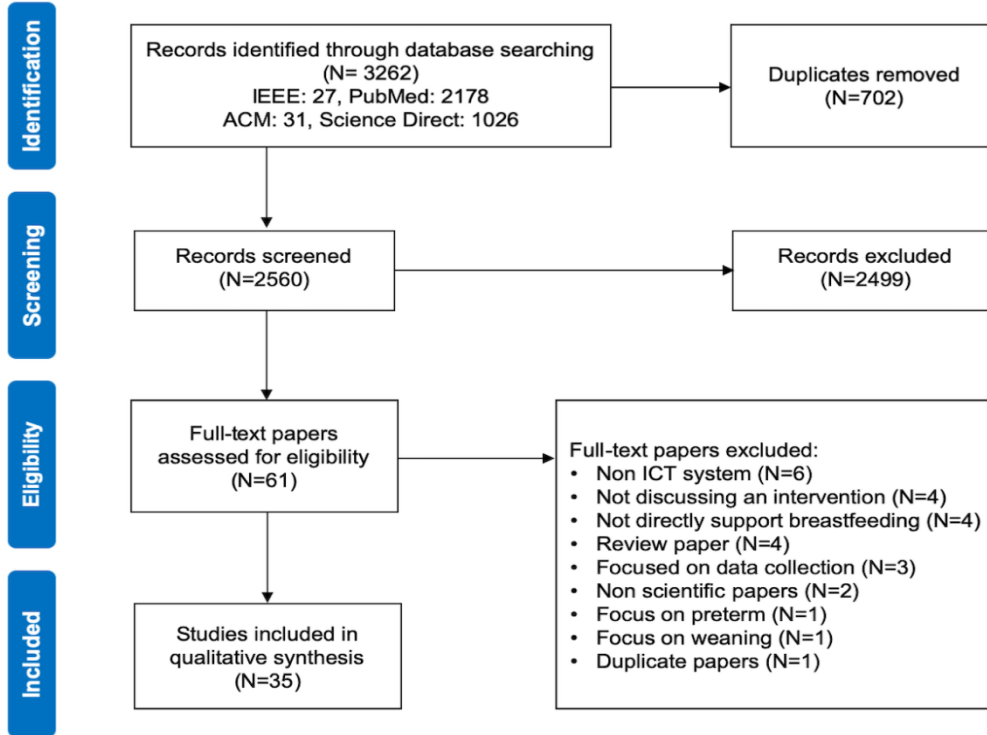 Identification
Records identified through database searching
(N= 3262)
IEEE: 27, PubMed: 2178
ACM: 31, Science Direct: 1026
Duplicates removed
(N=702)
Screening
Records screened
(N=2560)
Records excluded
(N=2499)
Eligibility
Full-text papers
assessed for eligibility
(N=61)
Full-text papers excluded:
• Non ICT system (N=6)
• Not discussing an intervention (N=4)
• Not directly support breastfeeding (N=4)
• Review paper (N=4)
• Focused on data collection (N=3)
• Non scientific papers (N=2)
• Focus on preterm (N=1)
• Focus on weaning (N=1)
• Duplicate papers (N=1)
Included
Studies included in
qualitative synthesis
(N=35)